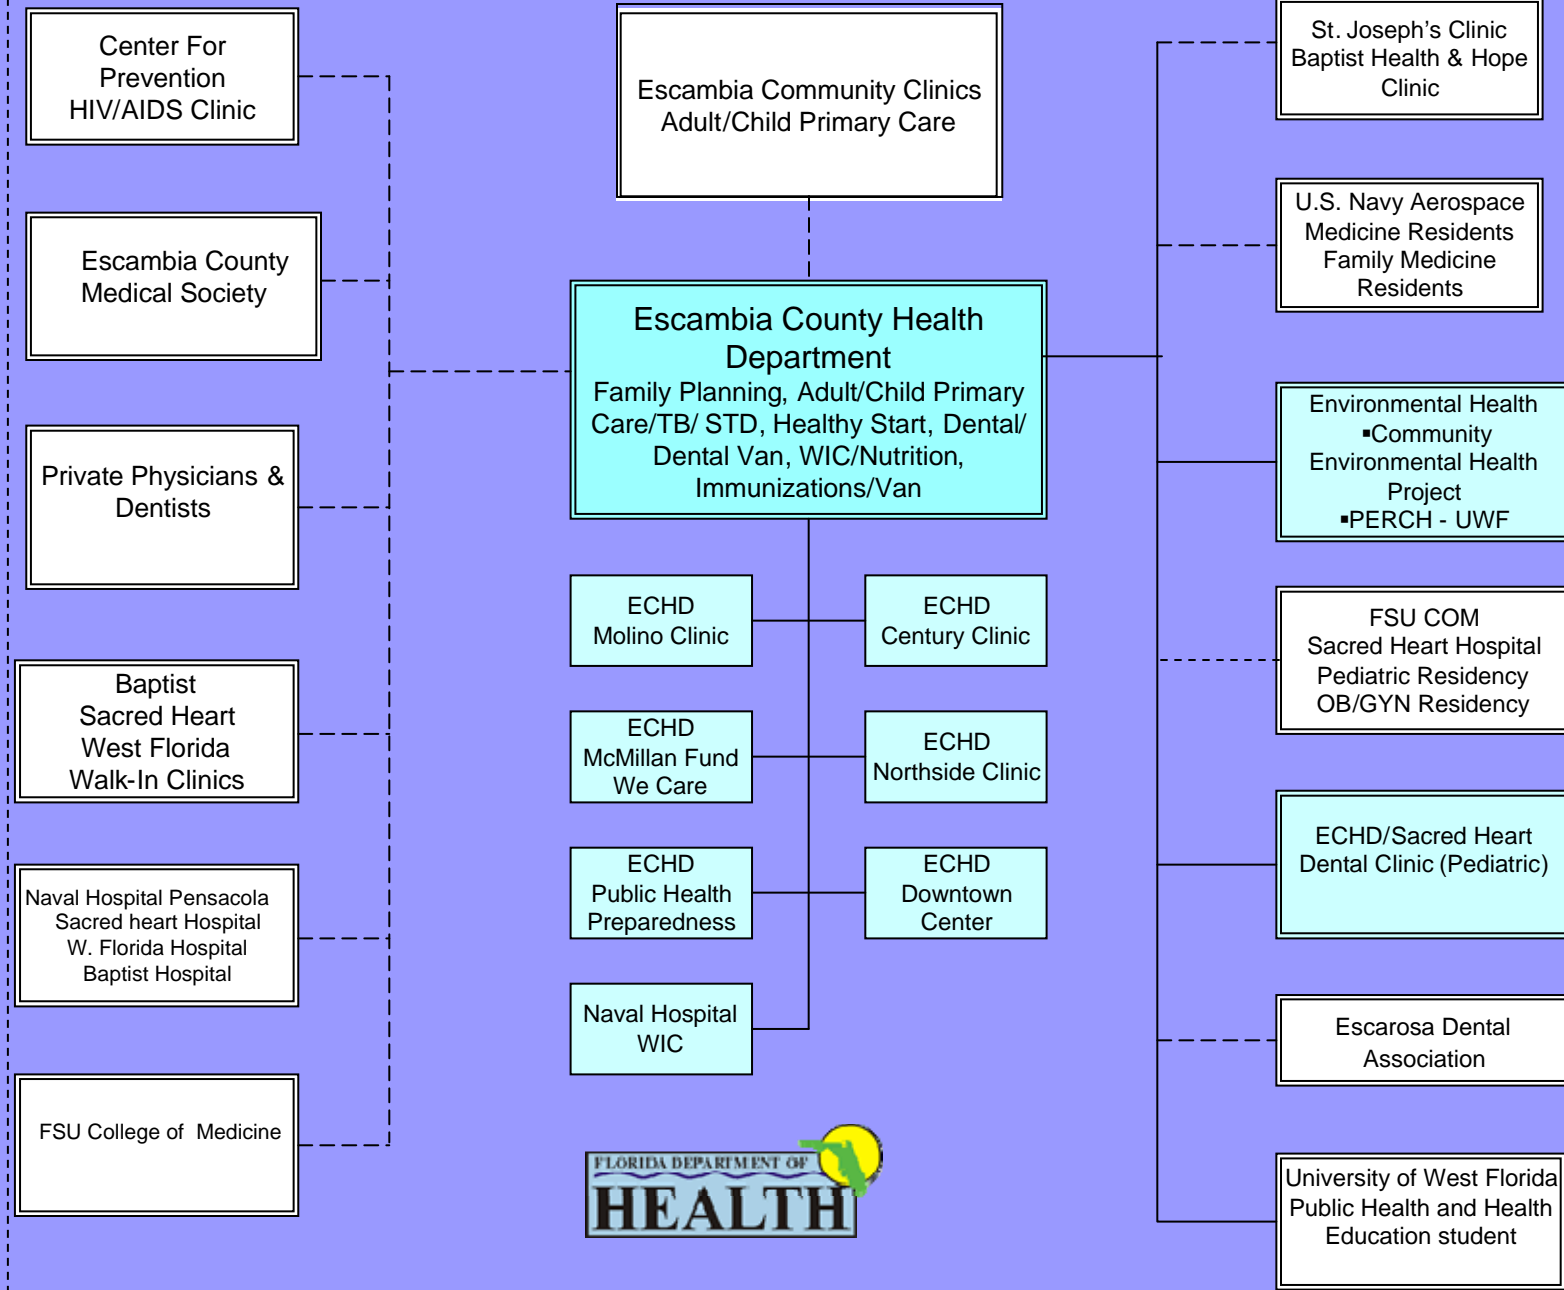 Center For
Prevention
HIV/AIDS Clinic
Escambia County
Medical Society
Private Physicians &
Dentists
Baptist
Sacred Heart
West Florida
Walk-In Clinics
Naval Hospital Pensacola
Sacred heart Hospital
W. Florida Hospital
Baptist Hospital
FSU College of Medicine
Escambia Community Clinics
Adult/Child Primary Care
Escambia County Health
Department
Family Planning, Adult/Child Primary
Care/TB/ STD, Healthy Start, Dental/
Dental Van, WIC/Nutrition,
Immunizations/Van
ECHD
Molino Clinic
ECHD
Century Clinic
ECHD
McMillan Fund
We Care
ECHD
Northside Clinic
ECHD
Public Health
Preparedness
ECHD
Downtown
Center
Naval Hospital
WIC
FLORIDA DEPARTMENT OF
HEALTH
St. Joseph's Clinic
Baptist Health & Hope
Clinic
U.S. Navy Aerospace
Medicine Residents
Family Medicine
Residents
Environmental Health
▪Community
Environmental Health
Project
▪PERCH - UWF
FSU COM
Sacred Heart Hospital
Pediatric Residency
OB/GYN Residency
ECHD/Sacred Heart
Dental Clinic (Pediatric)
Escarosa Dental
Association
University of West Florida
Public Health and Health
Education student